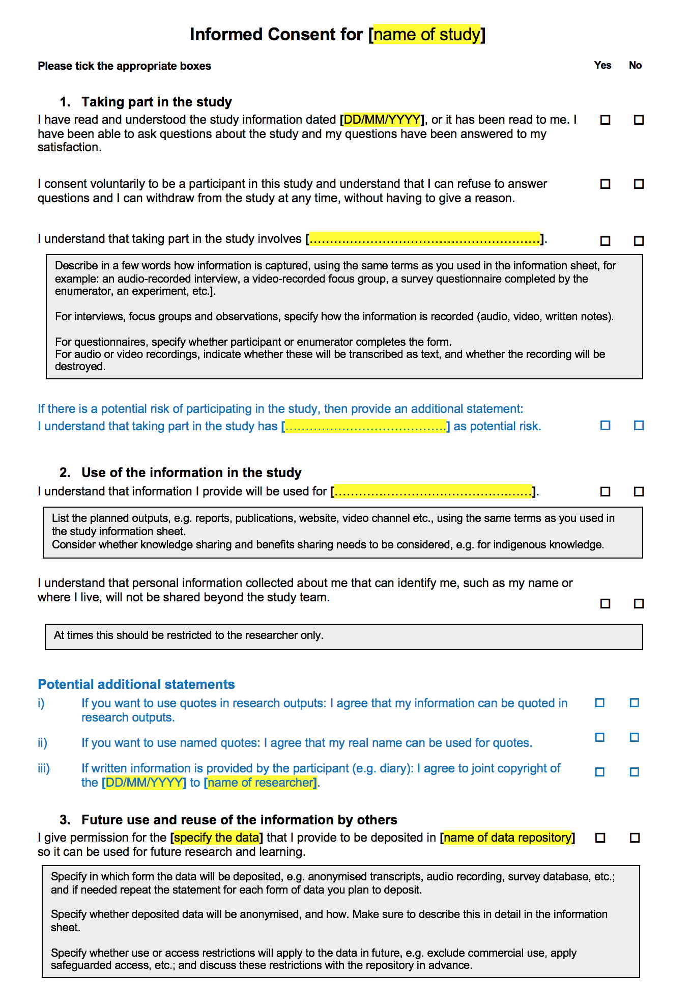 Informed Consent for [name of study]
Please tick the appropriate boxes Yes No
1. Taking part in the study
I have read and understood the study information dated [DD/MM/YYYY], or it has been read to me. I ☐ ☐
have been able to ask questions about the study and my questions have been answered to my
satisfaction.
I consent voluntarily to be a participant in this study and understand that I can refuse to answer ☐ ☐
questions and I can withdraw from the study at any time, without having to give a reason.
I understand that taking part in the study involves [……………………………………………….…]. ☐ ☐
Describe in a few words how information is captured, using the same terms as you used in the information sheet, for
example: an audio-recorded interview, a video-recorded focus group, a survey questionnaire completed by the
enumerator, an experiment, etc.].
For interviews, focus groups and observations, specify how the information is recorded (audio, video, written notes).
For questionnaires, specify whether participant or enumerator completes the form.
For audio or video recordings, indicate whether these will be transcribed as text, and whether the recording will be
destroyed.
If there is a potential risk of participating in the study, then provide an additional statement:
I understand that taking part in the study has [………………………………….] as potential risk. ☐ ☐
2. Use of the information in the study
I understand that information I provide will be used for [………………………………………….…]. ☐ ☐
List the planned outputs, e.g. reports, publications, website, video channel etc., using the same terms as you used in
the study information sheet.
Consider whether knowledge sharing and benefits sharing needs to be considered, e.g. for indigenous knowledge.
I understand that personal information collected about me that can identify me, such as my name or
where I live, will not be shared beyond the study team. ☐ ☐
At times this should be restricted to the researcher only.
Potential additional statements
i) If you want to use quotes in research outputs: I agree that my information can be quoted in ☐ ☐
research outputs.
ii) If you want to use named quotes: I agree that my real name can be used for quotes. ☐ ☐
iii) If written information is provided by the participant (e.g. diary): I agree to joint copyright of ☐ ☐
the [DD/MM/YYYY] to [name of researcher].
3. Future use and reuse of the information by others
I give permission for the [specify the data] that I provide to be deposited in [name of data repository] ☐ ☐
so it can be used for future research and learning.
Specify in which form the data will be deposited, e.g. anonymised transcripts, audio recording, survey database, etc.;
and if needed repeat the statement for each form of data you plan to deposit.
Specify whether deposited data will be anonymised, and how. Make sure to describe this in detail in the information
sheet.
Specify whether use or access restrictions will apply to the data in future, e.g. exclude commercial use, apply
safeguarded access, etc.; and discuss these restrictions with the repository in advance.